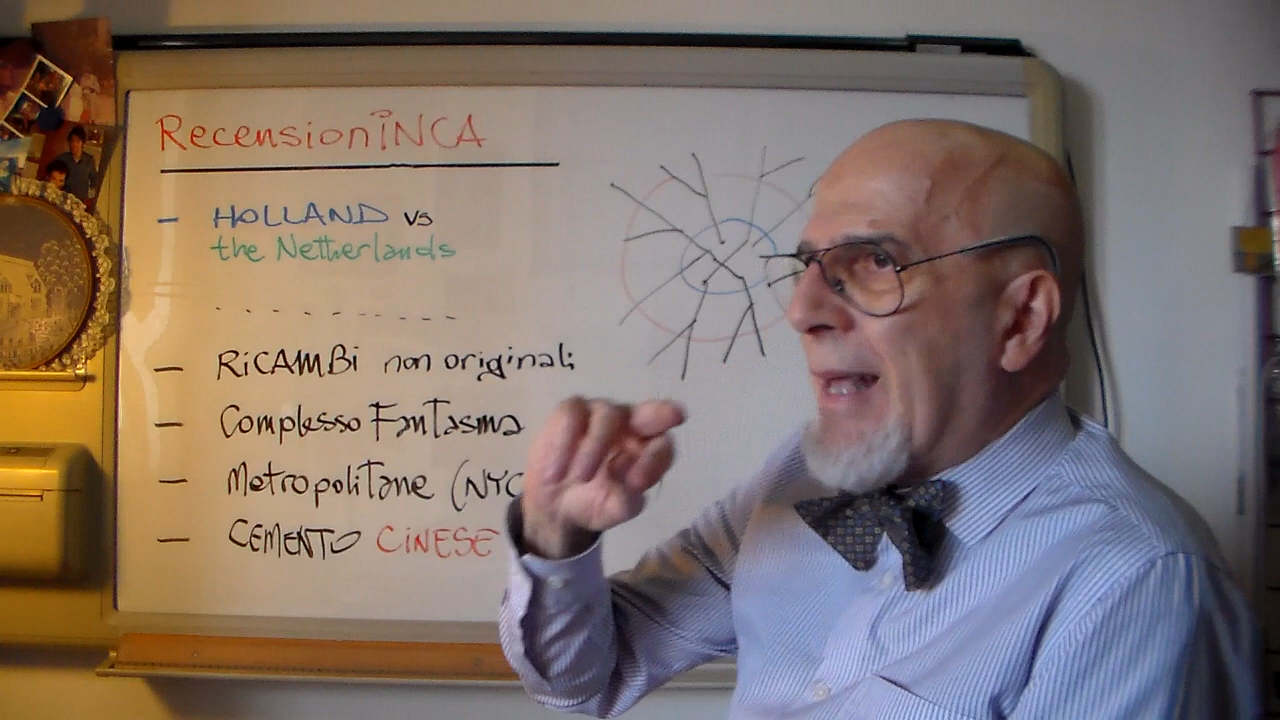 RecensionINCA
- HOLLAND vs
the Netherlands
- RiCAMBi non originali
- Complesso Fantasma
- Metropolitane (NYC
- CEMENTO CiNESE